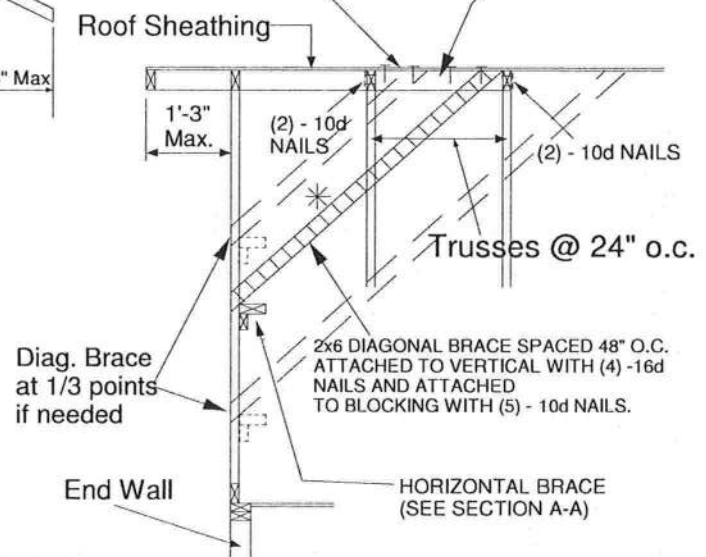 Roof Sheathing
" Max
1'-3"
Max.
(2) - 10d
NAILS
(2) - 10d NAILS
Trusses @ 24" o.c.
2x6 DIAGONAL BRACE SPACED 48" O.C.
ATTACHED TO VERTICAL WITH (4) -16d
NAILS AND ATTACHED
TO BLOCKING WITH (5) - 10d NAILS.
Diag. Brace
at 1/3 points
if needed
End Wall
HORIZONTAL BRACE
(SEE SECTION A-A)